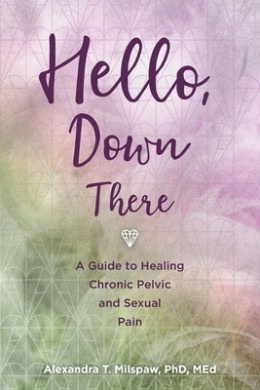 Hello,
Down
There
A Guide to Healing
Chronic Pelvic
and Sexual
Pain
Alexandra T. Milspaw, PhD, MEd